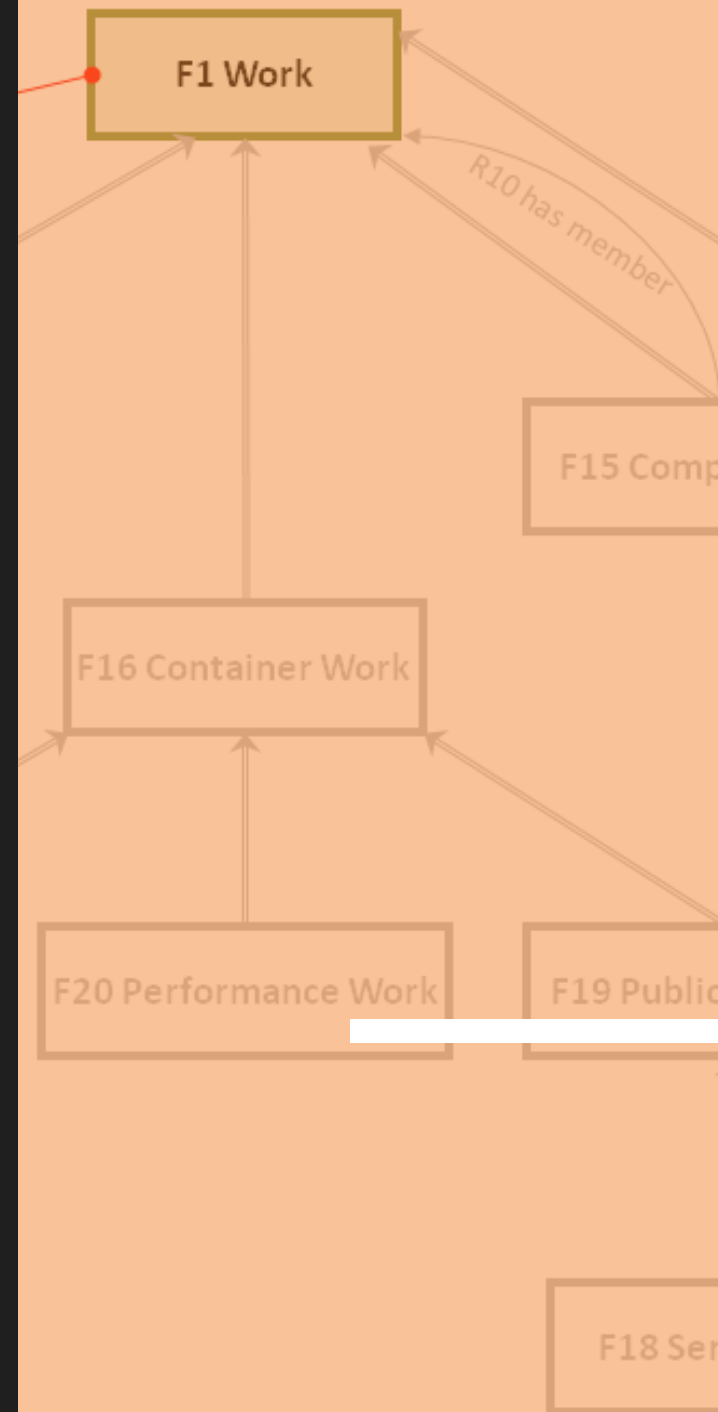 F1 Work
R10 has member
F15 Comp
F16 Container Work
F20 Performance Work
F19 Public
F18 Ser